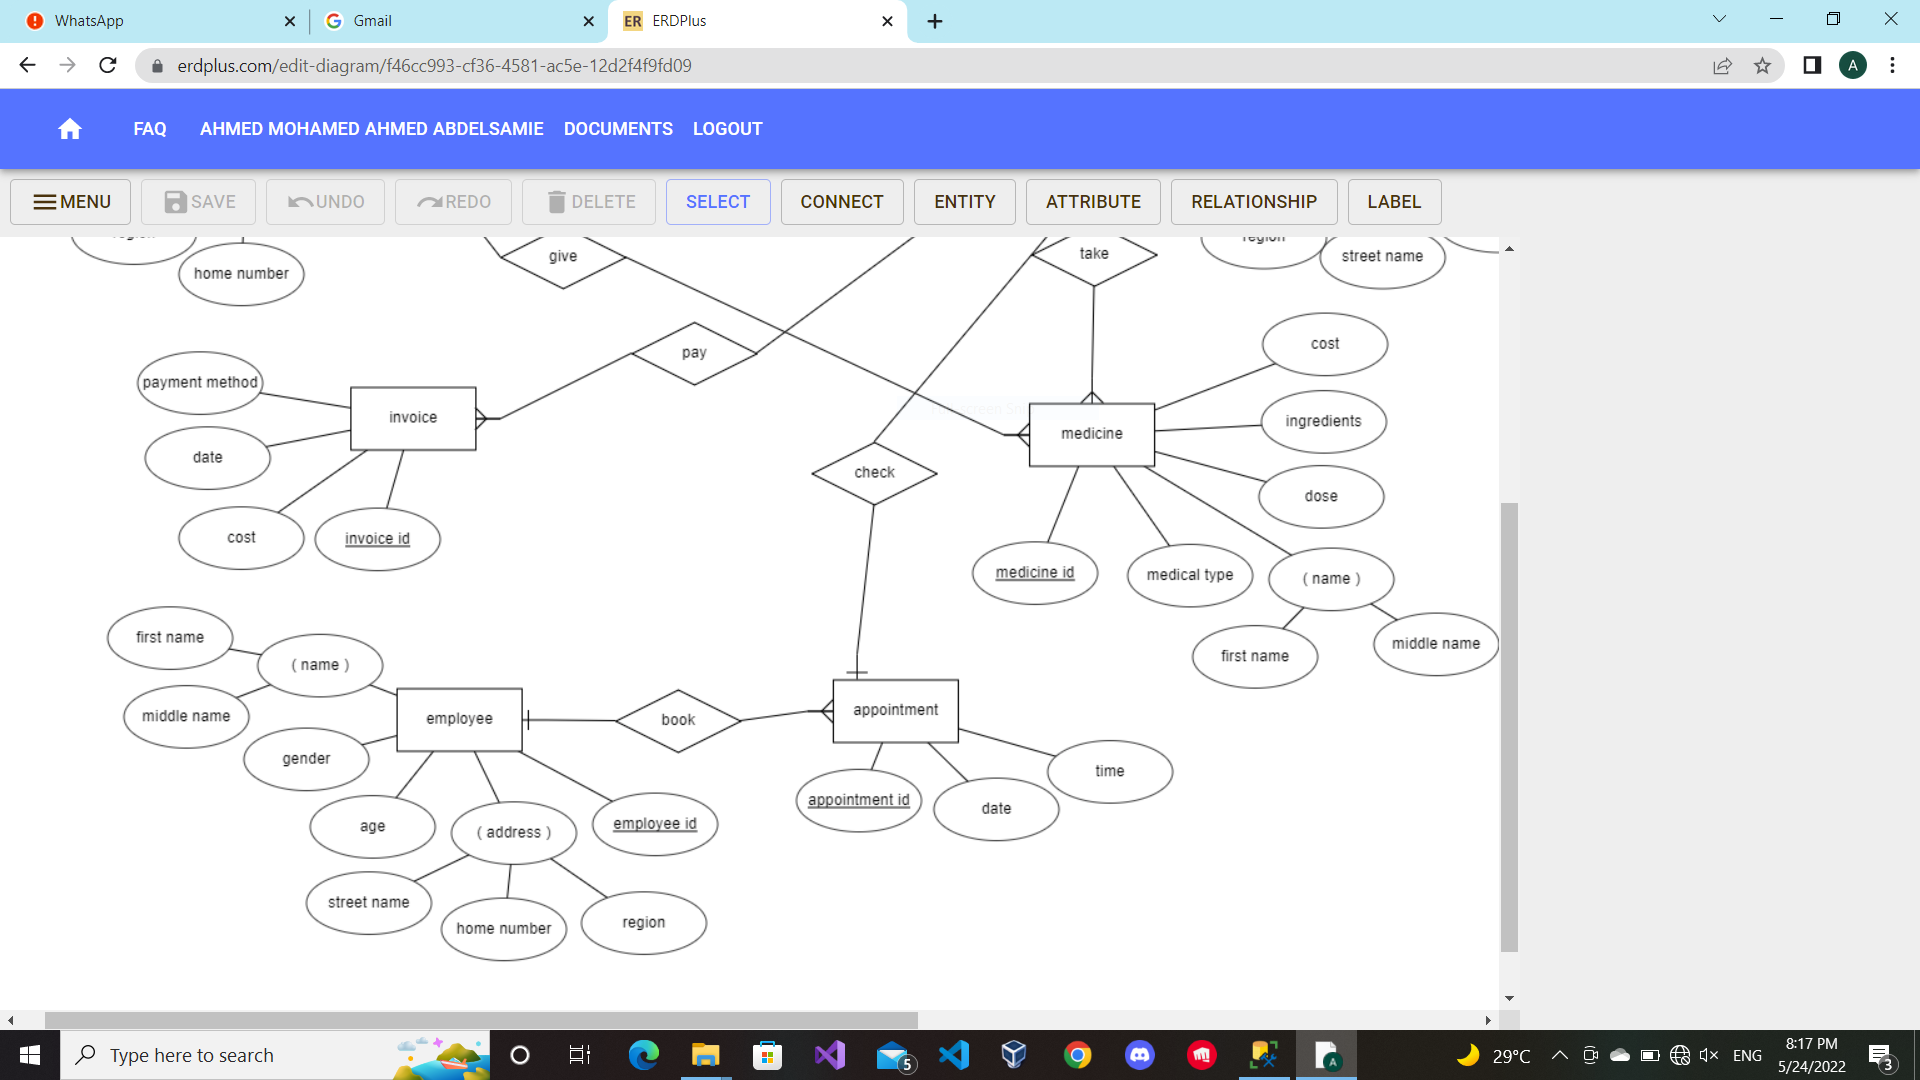 WhatsApp
Gmail
ER ERDPlus
erdplus.com/edit-diagram/f46cc993-cf36-4581-ac5e-12d2f4f9fd09
A
FAQ AHMED MOHAMED AHMED ABDELSAMIE DOCUMENTS LOGOUT
MENU SAVE UNDO REDO DELETE SELECT CONNECT ENTITY ATTRIBUTE RELATIONSHIP LABEL
region
home number
give
take
region
street name
pay
payment method
invoice
date
cost
invoice id
check
medicine
cost
ingredients
dose
medicine id
medical type
( name )
first name
middle name
first name
( name )
middle name
employee
gender
age
( address )
employee id
street name
home number
region
book
appointment
appointment id
date
time
Type here to search
5
A
29°C
ENG
8:17 PM
5/24/2022
3